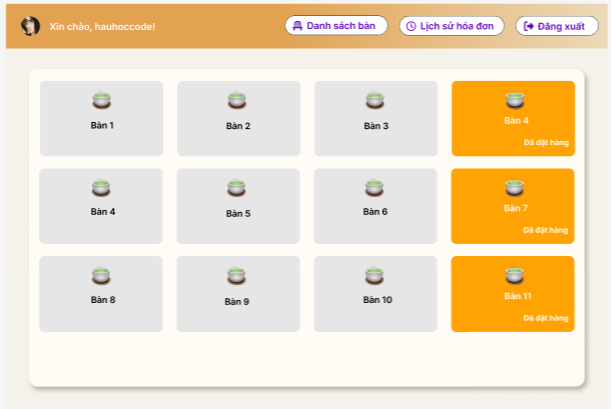 Xin chào, hauhoccode!
Danh sách bàn
Lịch sử hóa đơn
Đăng xuất
Bàn 1
Bàn 2
Bàn 3
Bàn 4
Đã đặt hàng
Bàn 4
Bàn 5
Bàn 6
Bàn 7
Đã đặt hàng
Bàn 8
Bàn 9
Bàn 10
Bàn 11
Đã đặt hàng